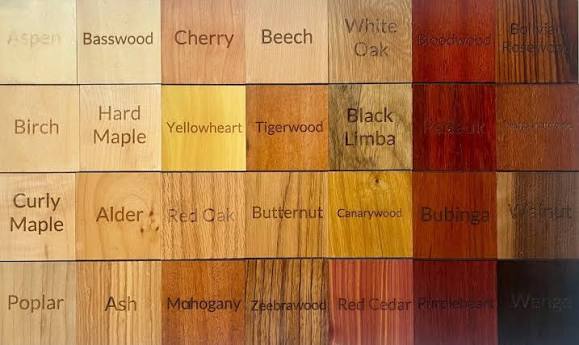 Aspen
Basswood
Cherry
Beech
White
Oak
Bloodwood
Bolivian
Rosewood
Birch
Hard
Maple
Yellowheart
Tigerwood
Black
Limba
Padauk
Curly
Maple
Alder
Red Oak
Butternut
Canarywood
Bubinga
Walnut
Poplar
Ash
Mahogany
Zeebrawood
Red Cedar
Purpleheart
Wenge